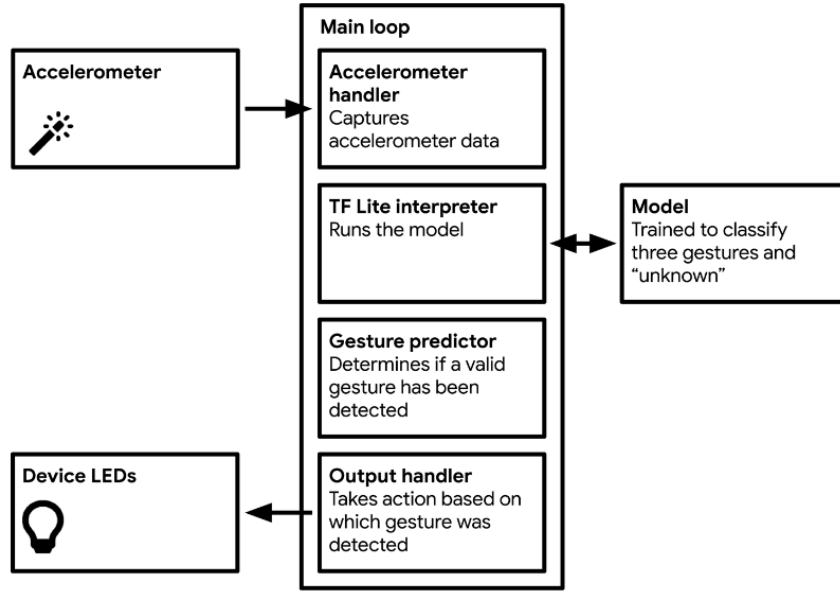 Main loop
Accelerometer
Accelerometer
handler
Captures
accelerometer data
TF Lite interpreter
Runs the model
Model
Trained to classify
three gestures and
“unknown”
Gesture predictor
Determines if a valid
gesture has been
detected
Device LEDs
Output handler
Takes action based on
which gesture was
detected